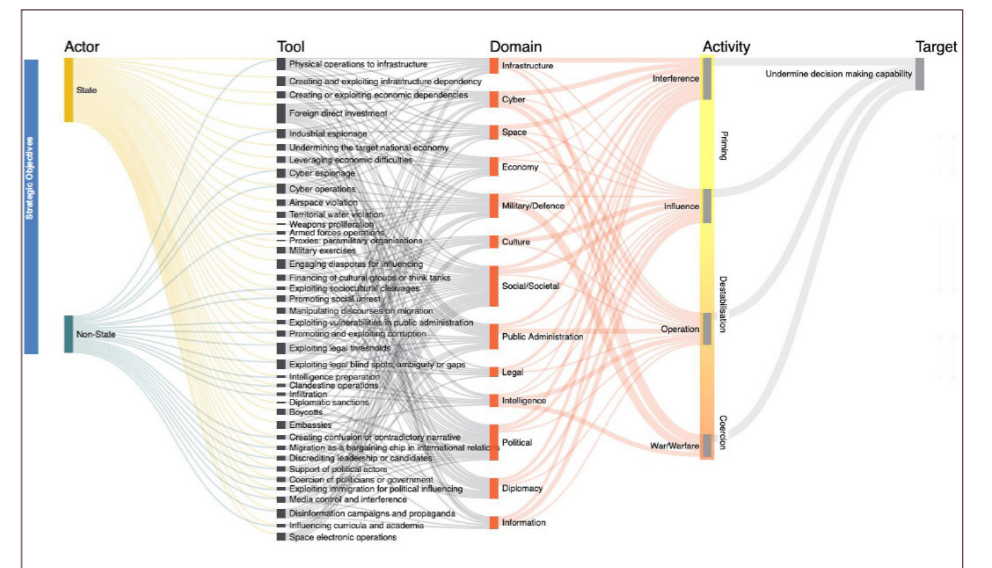 Actor
Tool
Domain
Activity
Target
Strategic Objectives
State
Non-State
Physical operations to infrastructure
Creating and exploiting infrastructure dependency
Creating or exploiting economic dependencies
Foreign direct investment
Industrial espionage
Undermining the target national economy
Leveraging economic difficulties
Cyber espionage
Cyber operations
Airspace violation
Territorial water violation
Weapons proliferation
Armed forces operations
Proxies: paramilitary organisations
Military exercises
Engaging diasporas for influencing
Financing of cultural groups or think tanks
Exploiting sociocultural cleavages
Promoting social unrest
Manipulating discourses on migration
Exploiting vulnerabilities in public administration
Promoting and exploiting corruption
Exploiting legal thresholds
Exploiting legal blind spots, ambiguity or gaps
Intelligence preparation
Clandestine operations
Infiltration
Diplomatic sanctions
Boycotts
Embassies
Creating confusion or contradictory narrative
Migration as a bargaining chip in international relations
Discrediting leadership or candidates
Support of political actors
Coercion of politicians or government
Exploiting immigration for political influencing
Media control and interference
Disinformation campaigns and propaganda
Influencing curricula and academia
Space electronic operations
Infrastructure
Cyber
Space
Economy
Military/Defence
Culture
Social/Societal
Public Administration
Legal
Intelligence
Political
Diplomacy
Information
Interference
Priming
Influence
Destabilisation
Operation
Coercion
War/Warfare
Undermine decision making capability